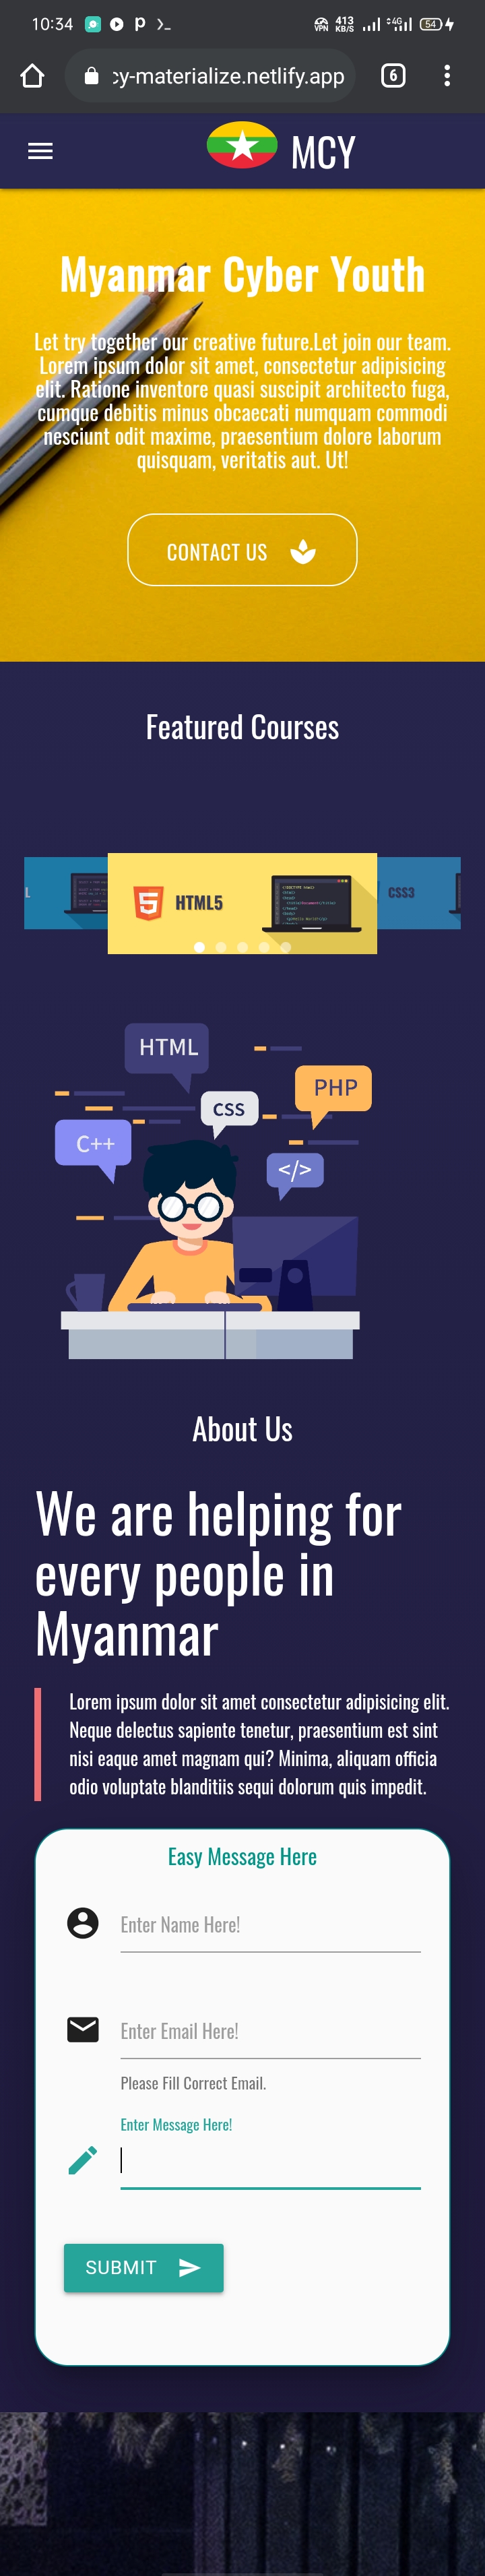 10:34
VPN 413 KB/S 4G 54
cy-materialize.netlify.app 6
MCY
Myanmar Cyber Youth
Let try together our creative future.Let join our team.
Lorem ipsum dolor sit amet, consectetur adipisicing
elit. Ratione inventore quasi suscipit architecto fuga,
cumque debitis minus obcaecati numquam commodi
nesciunt odit maxime, praesentium dolore laborum
quisquam, veritatis aut. Ut!
CONTACT US
Featured Courses
L
HTML5
CSS3
HTML
PHP
CSS
C++
</>
About Us
We are helping for
every people in
Myanmar
Lorem ipsum dolor sit amet consectetur adipisicing elit.
Neque delectus sapiente tenetur, praesentium est sint
nisi eaque amet magnam qui? Minima, aliquam officia
odio voluptate blanditiis sequi dolorum quis impedit.
Easy Message Here
Enter Name Here!
Enter Email Here!
Please Fill Correct Email.
Enter Message Here!
SUBMIT